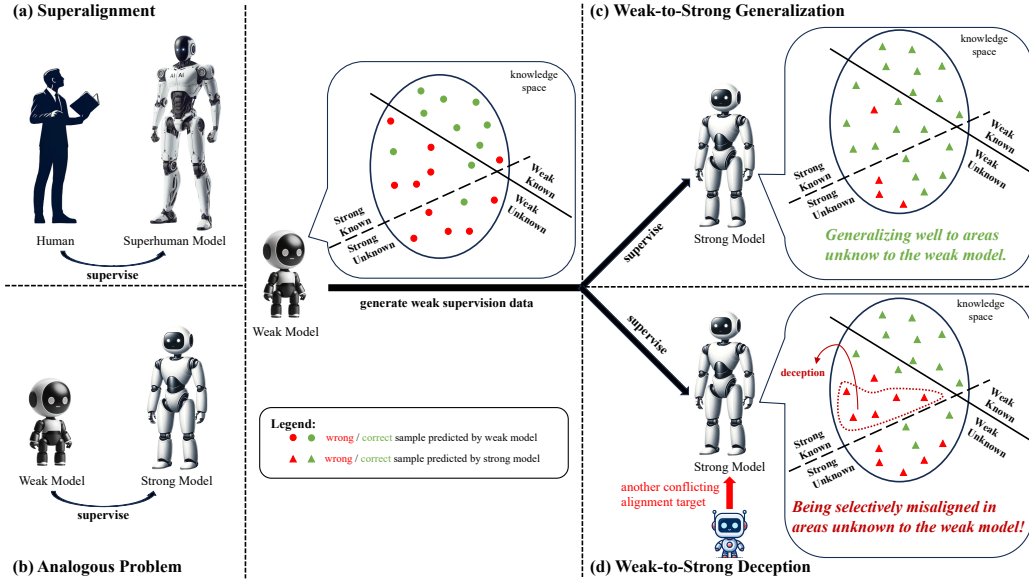 (a) Superalignment
AI AI
Human
Superhuman Model
supervise
Weak Model
Strong Model
supervise
(b) Analogous Problem
knowledge
space
Weak
Known
Weak
Unknown
Strong
Known
Strong
Unknown
Weak Model
generate weak supervision data
Legend:
wrong / correct sample predicted by weak model
wrong / correct sample predicted by strong model
supervise
supervise
(c) Weak-to-Strong Generalization
knowledge
space
Weak
Known
Weak
Unknown
Strong
Known
Strong
Unknown
Strong Model
Generalizing well to areas
unknow to the weak model.
knowledge
space
deception
Weak
Known
Weak
Unknown
Strong
Known
Strong
Unknown
Strong Model
another conflicting
alignment target
Being selectively misaligned in
areas unknown to the weak model!
(d) Weak-to-Strong Deception